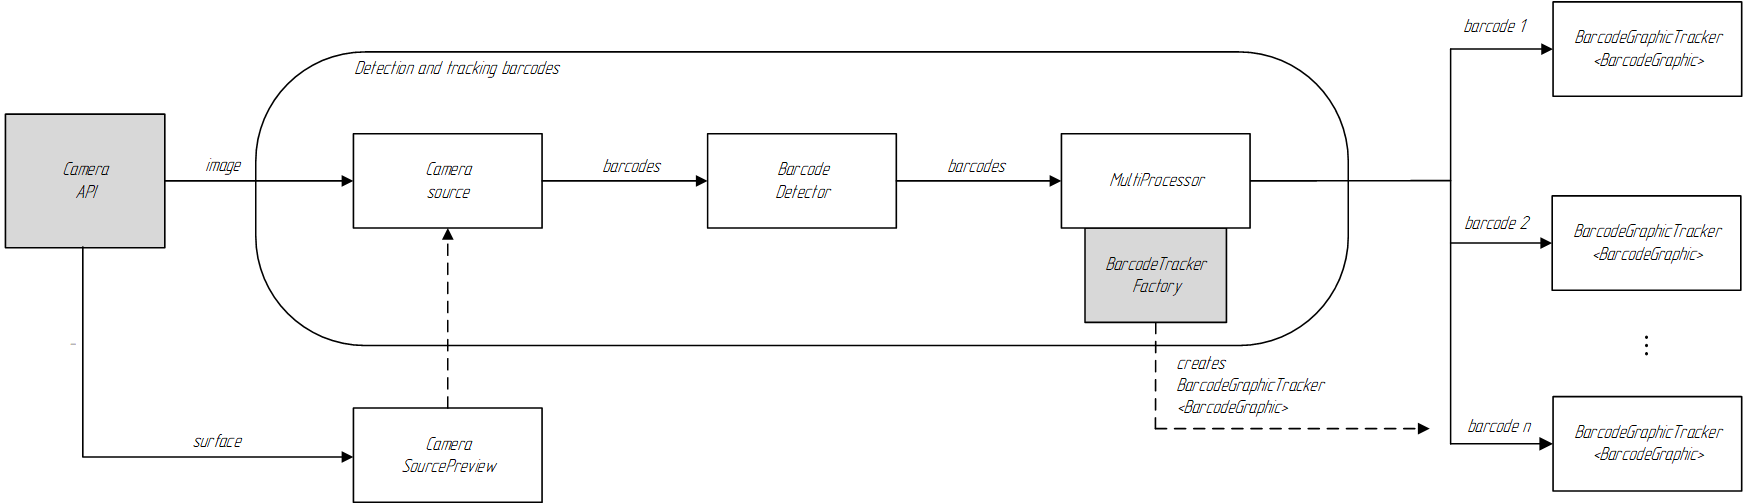 barcode 1
BarcodeGraphicTracker
<BarcodeGraphic>
Detection and tracking barcodes
Camera
API
image
Camera
source
barcodes
Barcode
Detector
barcodes
MultiProcessor
barcode 2
BarcodeGraphicTracker
<BarcodeGraphic>
BarcodeTracker
Factory
creates
BarcodeGraphicTracker
<BarcodeGraphic>
surface
Camera
SourcePreview
barcode n
BarcodeGraphicTracker
<BarcodeGraphic>